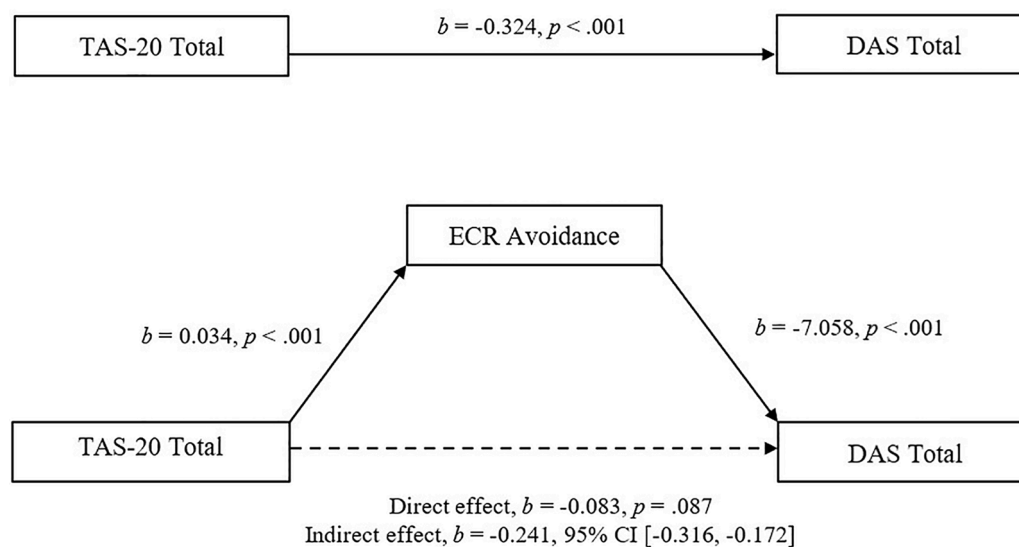 b = -0.324, p < .001
TAS-20 Total
DAS Total
ECR Avoidance
b = 0.034, p < .001
b = -7.058, p < .001
TAS-20 Total
DAS Total
Direct effect, b = -0.083, p = .087
Indirect effect, b = -0.241, 95% CI [-0.316, -0.172]